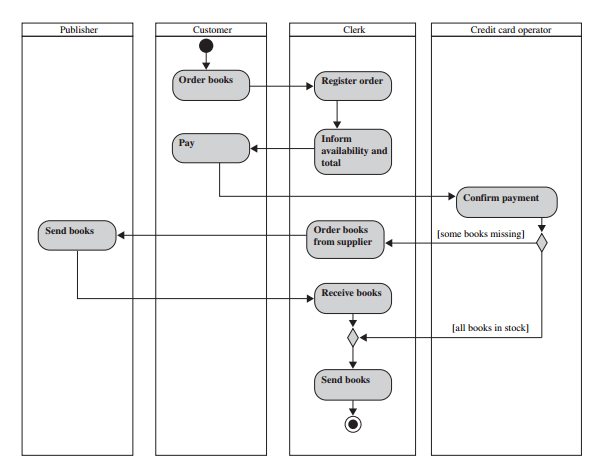 Publisher
Customer
Clerk
Credit card operator
Order books
Register order
Pay
Inform
availability and
total
Confirm payment
Send books
Order books
from supplier
[some books missing]
Receive books
[all books in stock]
Send books